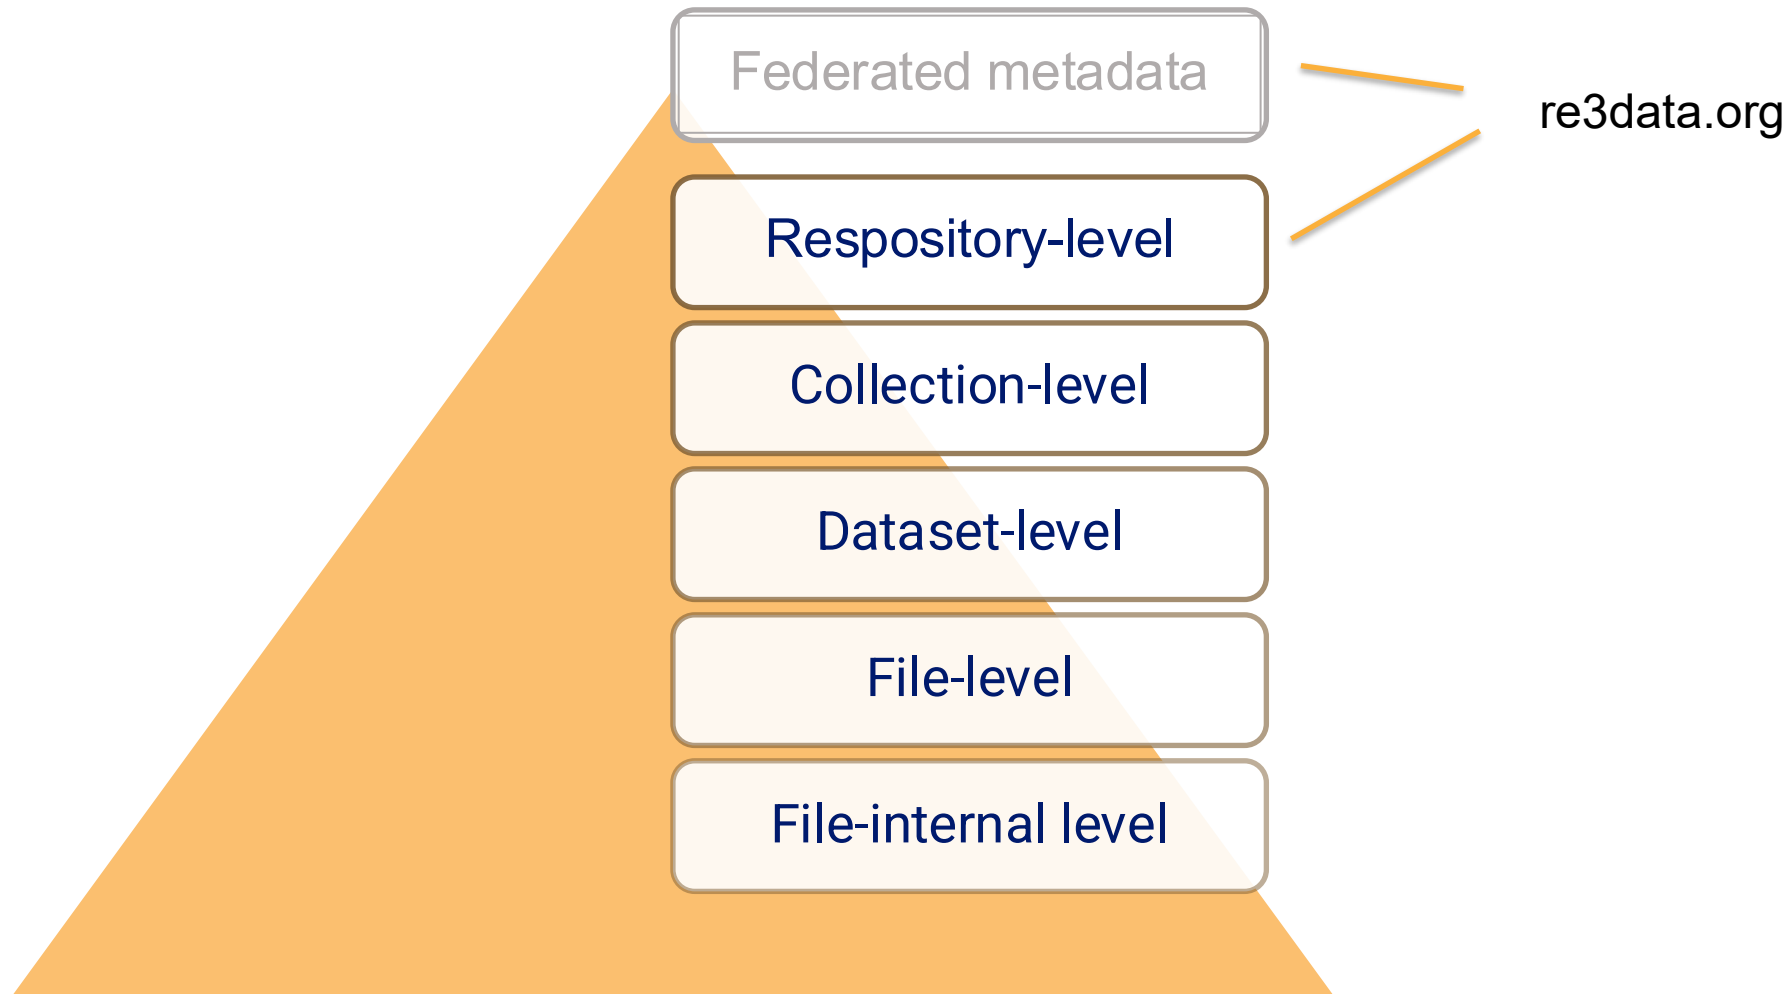 Federated metadata
re3data.org
Respository-level
Collection-level
Dataset-level
File-level
File-internal level